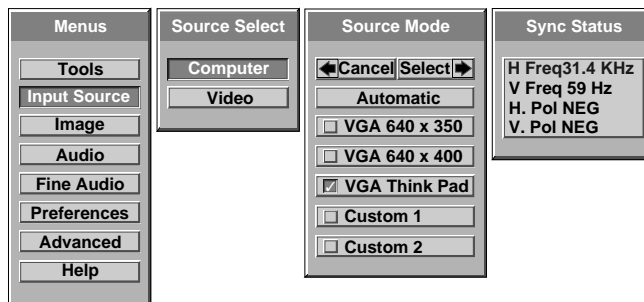 Menus
Tools
Input Source
Image
Audio
Fine Audio
Preferences
Advanced
Help
Source Select
Computer
Video
Source Mode
Cancel Select
Automatic
VGA 640 x 350
VGA 640 x 400
VGA Think Pad
Custom 1
Custom 2
Sync Status
H Freq31.4 KHz
V Freq 59 Hz
H. Pol NEG
V. Pol NEG